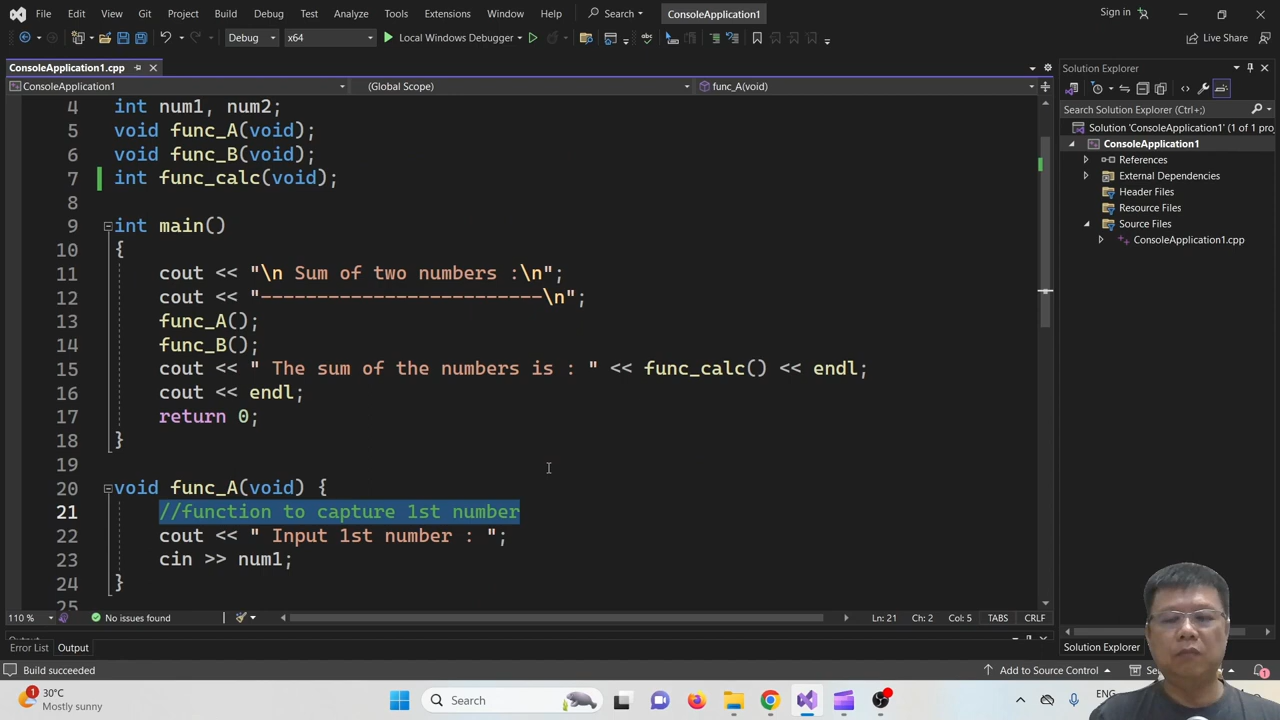 File Edit View Git Project Build Debug Test Analyze Tools Extensions Window Help Search ConsoleApplication1 Sign in
Debug x64 Local Windows Debugger Live Share
ConsoleApplication1.cpp
ConsoleApplication1 (Global Scope) func_A(void)
4 int num1, num2;
5 void func_A(void);
6 void func_B(void);
7 int func_calc(void);
8
9 int main()
10 {
11 cout << "\n Sum of two numbers :\n";
12 cout << "-------------------------\n";
13 func_A();
14 func_B();
15 cout << " The sum of the numbers is : " << func_calc() << endl;
16 cout << endl;
17 return 0;
18 }
19
20 void func_A(void) {
21 //function to capture 1st number
22 cout << " Input 1st number : ";
23 cin >> num1;
24 }
25
110 % No issues found Ln: 21 Ch: 2 Col: 5 TABS CRLF
Error List Output
Build succeeded
Solution Explorer
Search Solution Explorer (Ctrl+;)
Solution 'ConsoleApplication1' (1 of 1 pro
ConsoleApplication1
References
External Dependencies
Header Files
Resource Files
Source Files
ConsoleApplication1.cpp
Solution Explorer
Add to Source Control
1
30°C
Mostly sunny
Search
ENG